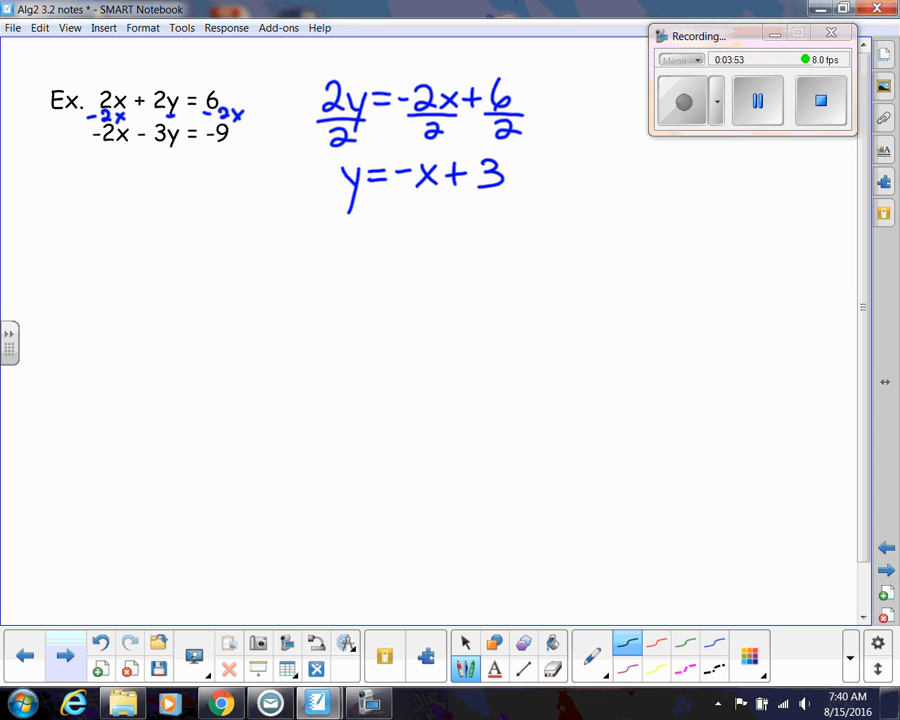 Alg2 3.2 notes * - SMART Notebook
File Edit View Insert Format Tools Response Add-ons Help
Recording...
Menu 0:03:53 8.0 fps
Ex. 2x + 2y = 6
-2x -2x
-2x - 3y = -9
2y = -2x + 6
2 2 2
y = -x + 3
A
7:40 AM
8/15/2016